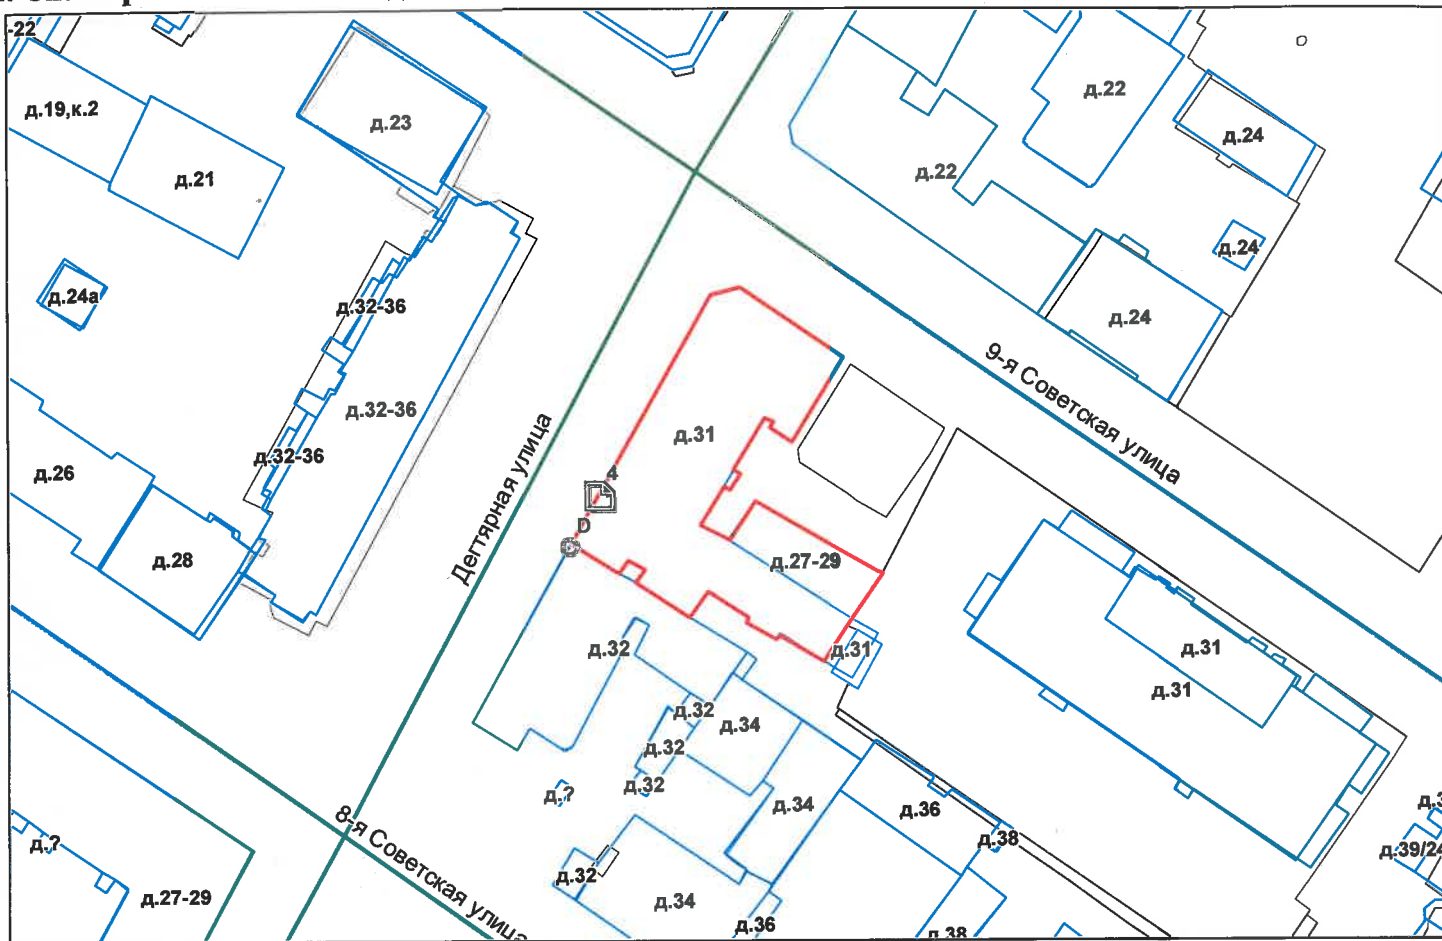 -22
д.19,к.2
д.23
д.21
д.22
д.24
д.22
д.24
д.24а
д.32-36
д.24
9-я Советская улица
д.32-36
д.31
Дегтярная улица
д.32-36
д.26
4
D
д.28
д.27-29
д.32
д.31
д.31
д.31
д.32
д.34
д.32
д.32
д.?
д.34
д.36
д.38
8-я Советская улица
д.?
д.39/24
д.32
д.27-29
д.34
д.36
д.38